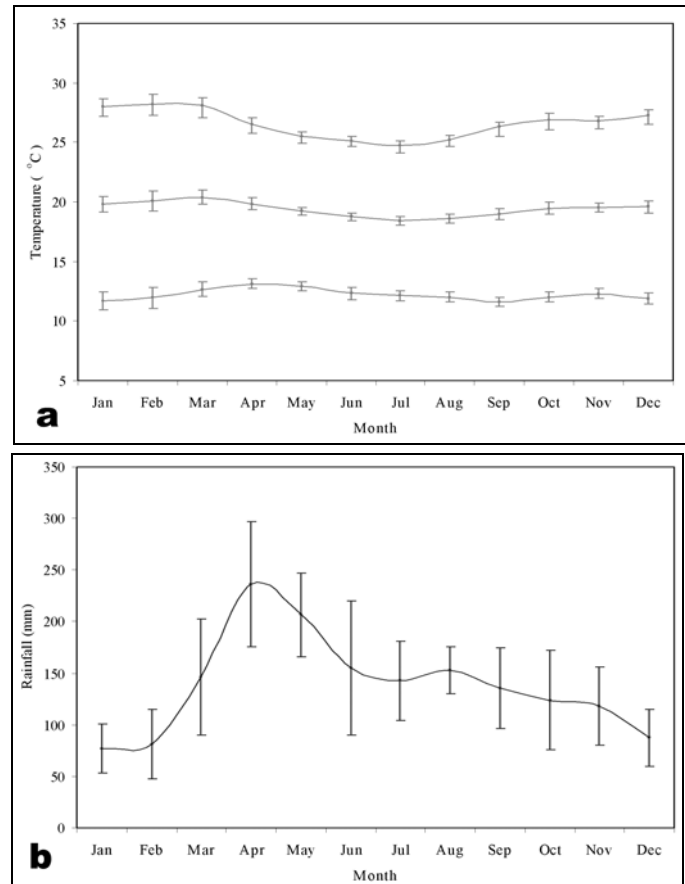 35
30
25
20
15
10
5
Temperature ( °C)
Jan Feb Mar Apr May Jun Jul Aug Sep Oct Nov Dec
Month
a
350
300
250
200
150
100
50
0
Rainfall (mm)
Jan Feb Mar Apr May Jun Jul Aug Sep Oct Nov Dec
Month
b